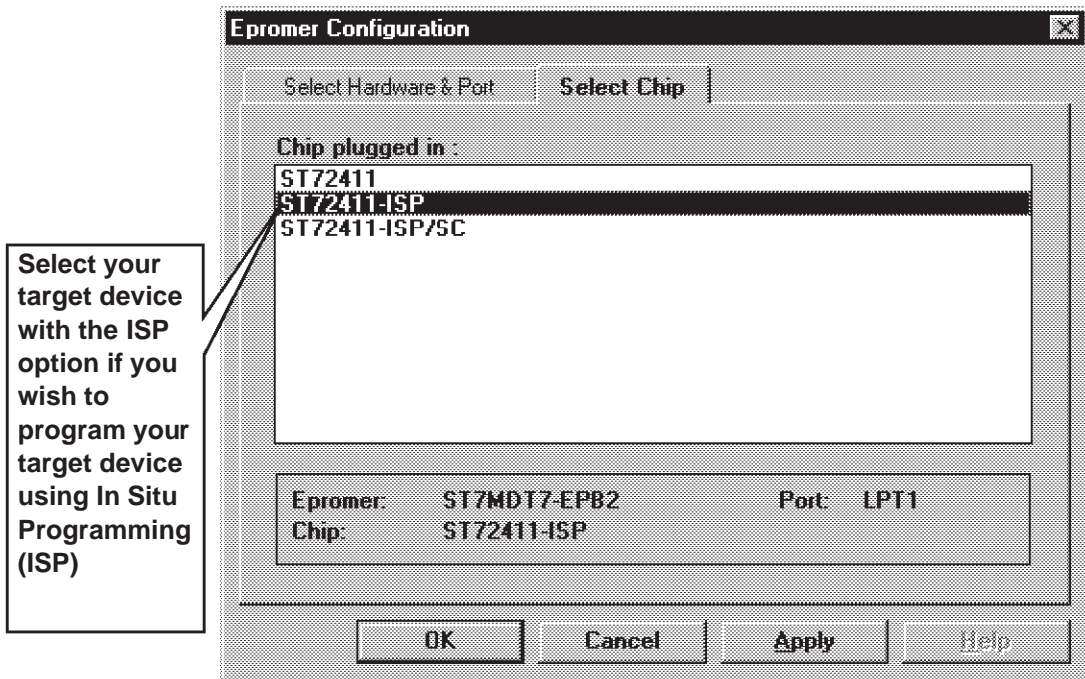 Epromer Configuration
Select Hardware & Port
Select Chip
Chip plugged in :
ST72411
ST72411-ISP
ST72411-ISP/SC
Select your
target device
with the ISP
option if you
wish to
program your
target device
using In Situ
Programming
(ISP)
Epromer: ST7MDT7-EPB2 Port: LPT1
Chip: ST72411-ISP
OK Cancel Apply Help